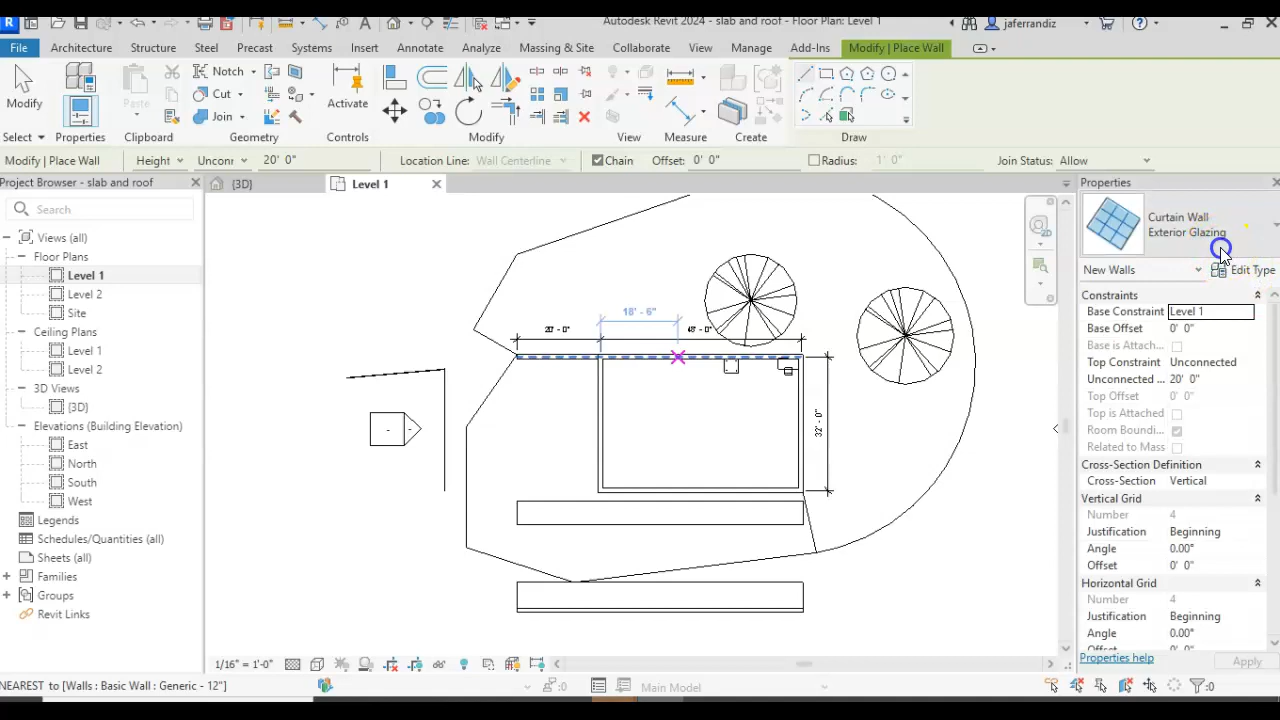 Autodesk Revit 2024 - slab and roof - Floor Plan: Level 1
jaferrandiz
File Architecture Structure Steel Precast Systems Insert Annotate Analyze Massing & Site Collaborate View Manage Add-Ins Modify | Place Wall
Modify
Paste
Notch
Cut
Join
Activate
Select Properties Clipboard Geometry Controls Modify View Measure Create Draw
Modify | Place Wall Height Unconr 20' 0" Location Line: Wall Centerline Chain Offset: 0' 0" Radius: 1' 0" Join Status: Allow
Project Browser - slab and roof
{3D}
Level 1
Properties
Search
Curtain Wall
Exterior Glazing
Views (all)
Floor Plans
Level 1
Level 2
Site
Ceiling Plans
Level 1
Level 2
3D Views
{3D}
Elevations (Building Elevation)
East
North
South
West
Legends
Schedules/Quantities (all)
Sheets (all)
Families
Groups
Revit Links
2D
18' - 6"
20' - 0"
48' - 0"
32' - 0"
New Walls Edit Type
Constraints
Base Constraint Level 1
Base Offset 0' 0"
Base is Attach...
Top Constraint Unconnected
Unconnected ... 20' 0"
Top Offset 0' 0"
Top is Attached
Room Boundi...
Related to Mass
Cross-Section Definition
Cross-Section Vertical
Vertical Grid
Number 4
Justification Beginning
Angle 0.00°
Offset 0' 0"
Horizontal Grid
Number 4
Justification Beginning
Angle 0.00°
Properties help Apply
1/16" = 1'-0"
NEAREST to [Walls : Basic Wall : Generic - 12"]
:0
Main Model
:0